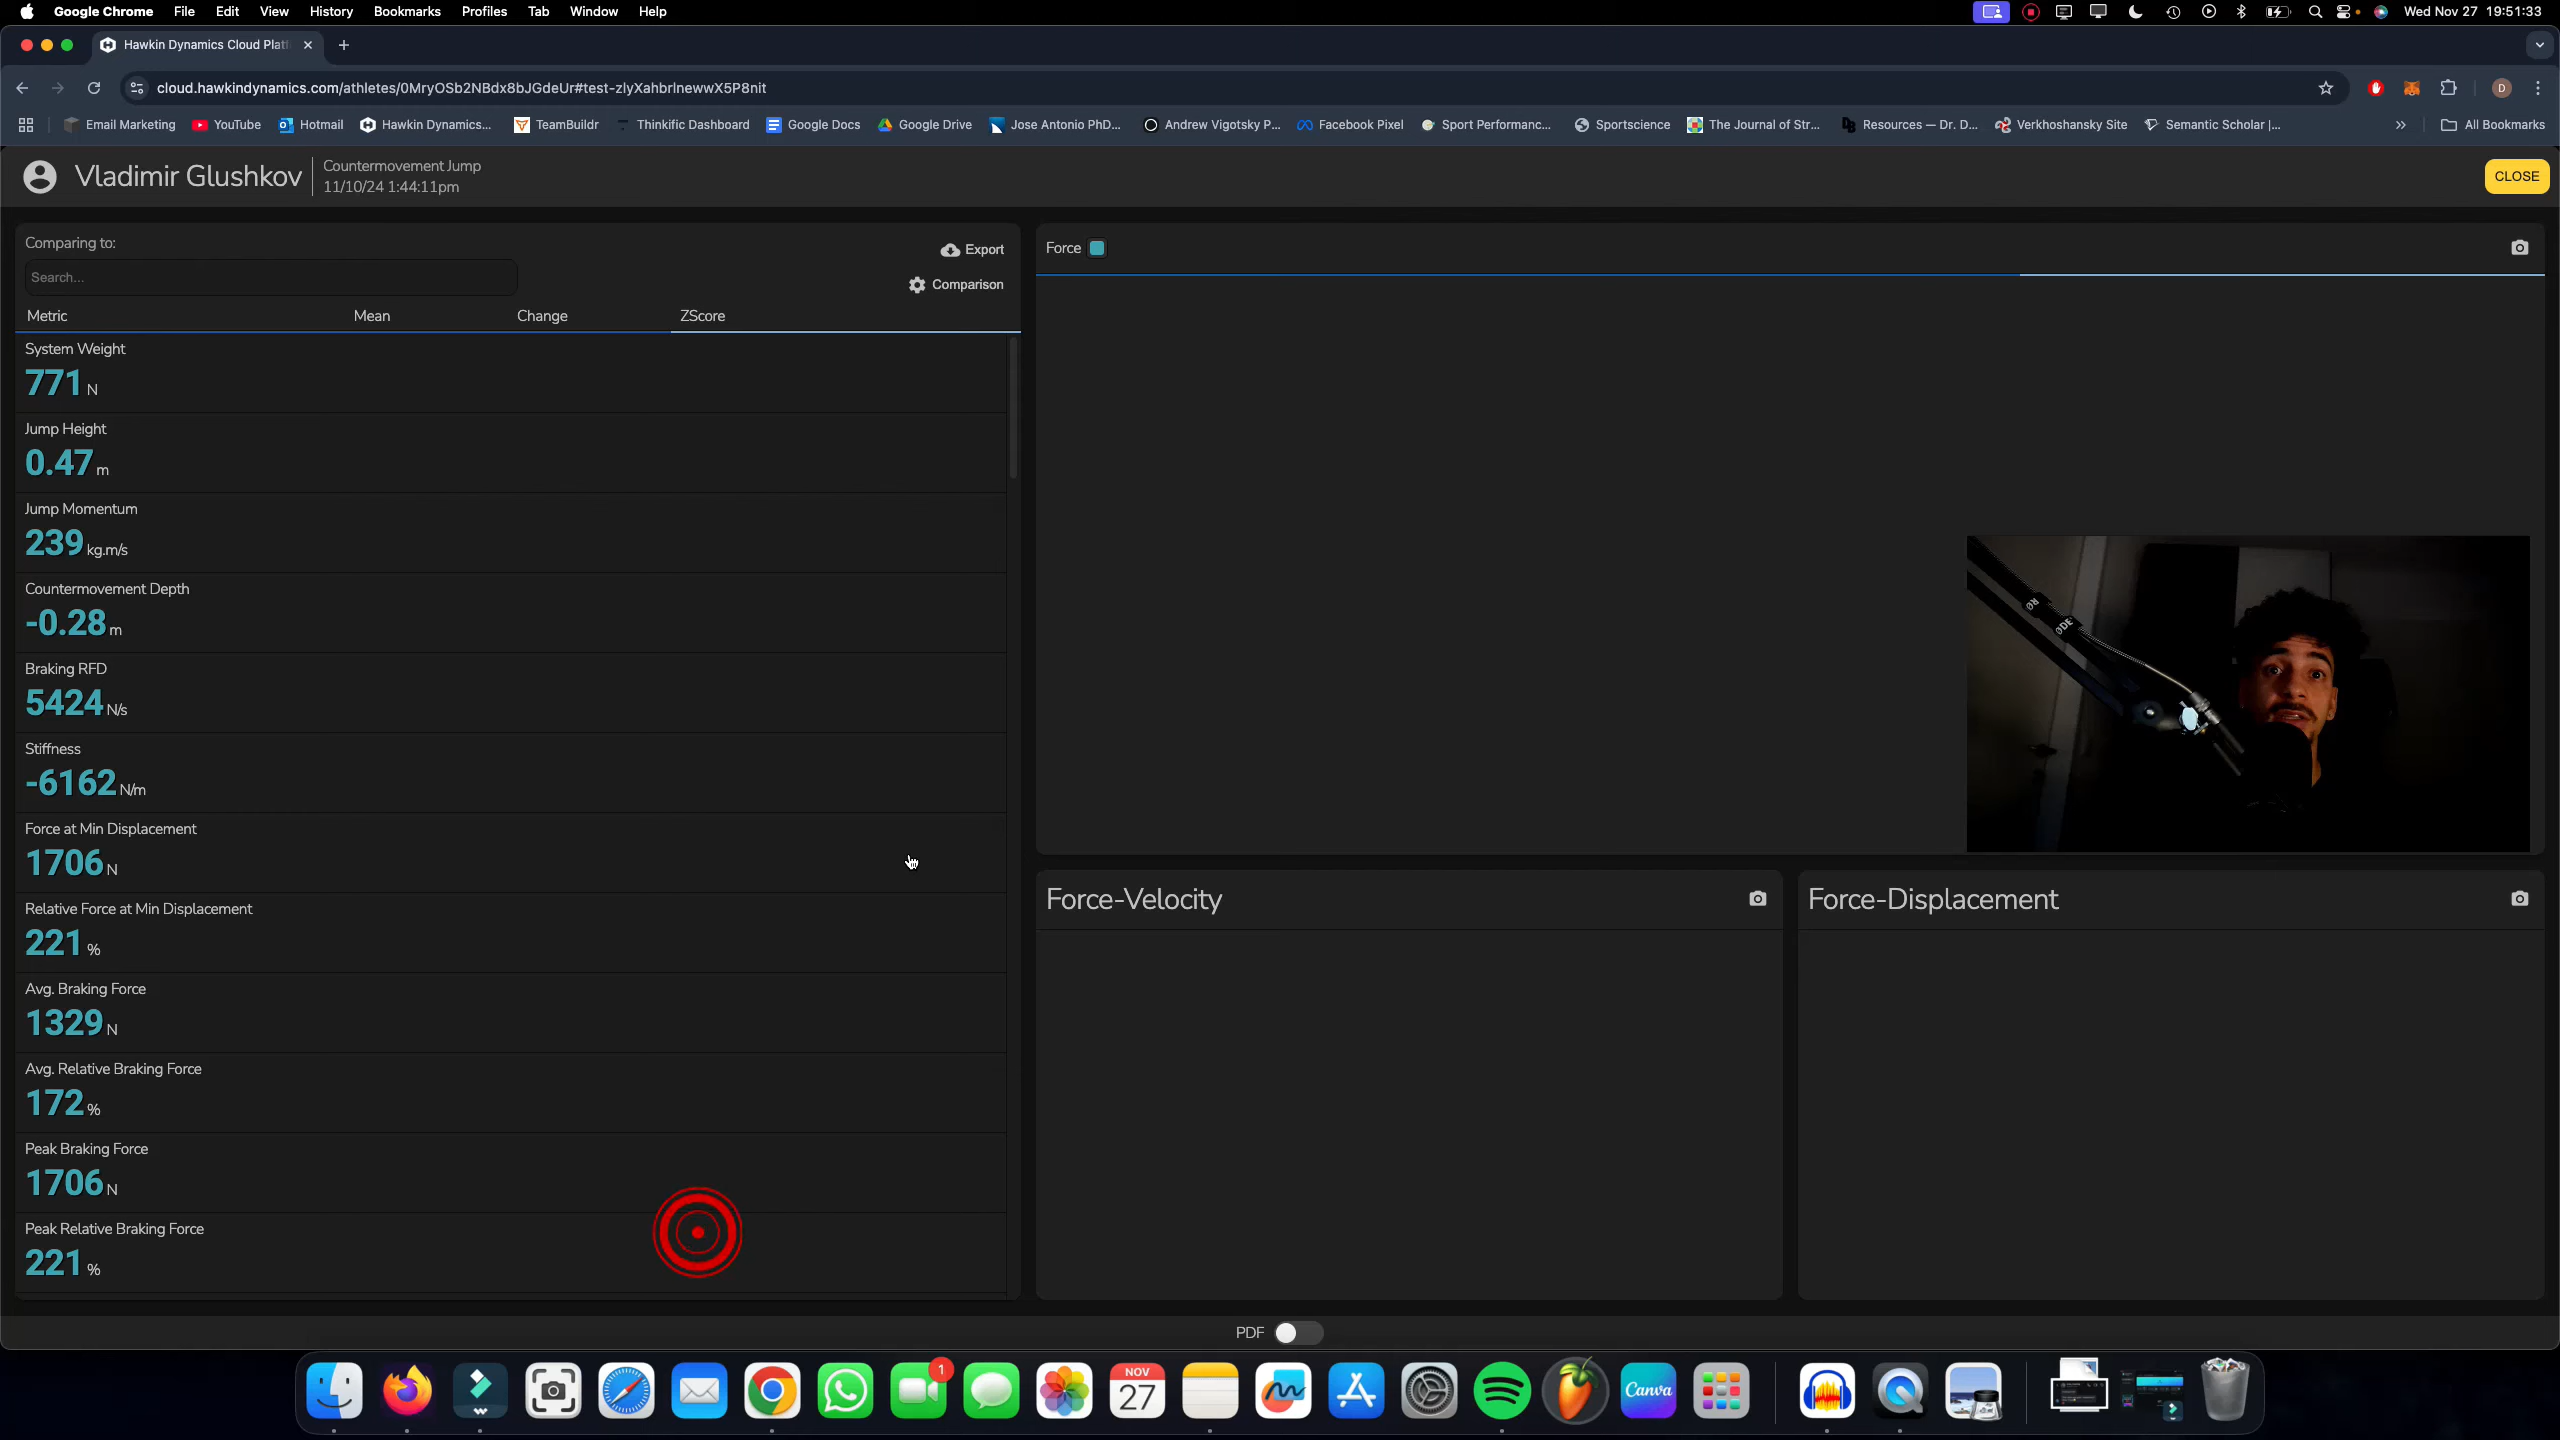 Google Chrome File Edit View History Bookmarks Profiles Tab Window Help Wed Nov 27 19:51:33
Hawkin Dynamics Cloud Platf
cloud.hawkindynamics.com/athletes/0MryOSb2NBdx8bJGdeUr#test-zlyXahbrInewwX5P8nit D
Email Marketing YouTube Hotmail Hawkin Dynamics... TeamBuildr Thinkific Dashboard Google Docs Google Drive Jose Antonio PhD... Andrew Vigotsky P... Facebook Pixel Sport Performanc... Sportscience The Journal of Str... Resources — Dr. D... Verkhoshansky Site Semantic Scholar |... » All Bookmarks
Vladimir Glushkov
Countermovement Jump
11/10/24 1:44:11pm
CLOSE
Comparing to:
Search...
Export
Comparison
Metric Mean Change ZScore
System Weight
771 N
Jump Height
0.47 m
Jump Momentum
239 kg.m/s
Countermovement Depth
-0.28 m
Braking RFD
5424 N/s
Stiffness
-6162 N/m
Force at Min Displacement
1706 N
Relative Force at Min Displacement
221 %
Avg. Braking Force
1329 N
Avg. Relative Braking Force
172 %
Peak Braking Force
1706 N
Peak Relative Braking Force
221 %
Force
Force-Velocity
Force-Displacement
PDF
1
NOV
27
Canva